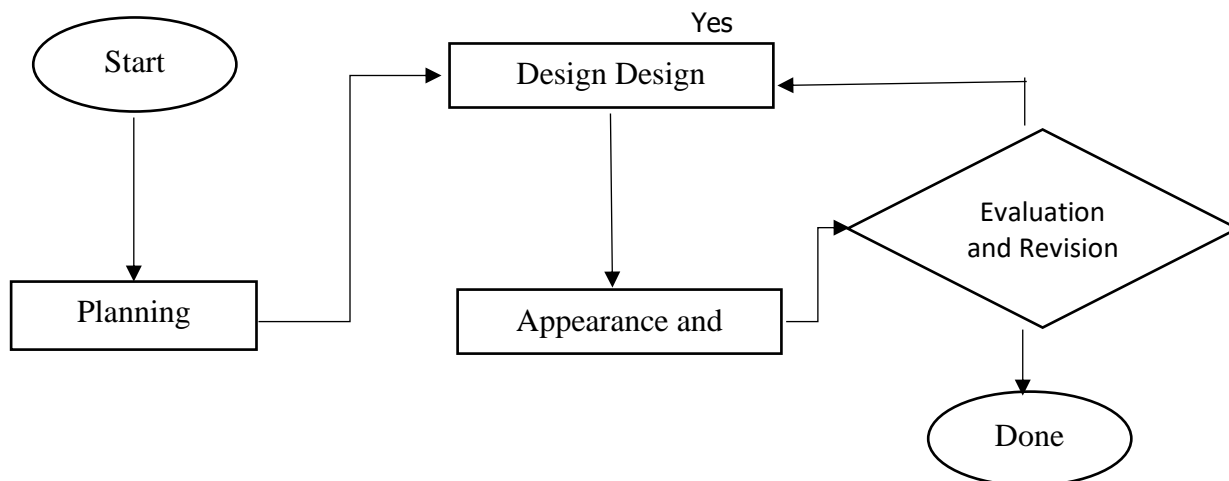 Start
Planning
Yes
Design Design
Appearance and
Evaluation
and Revision
Done